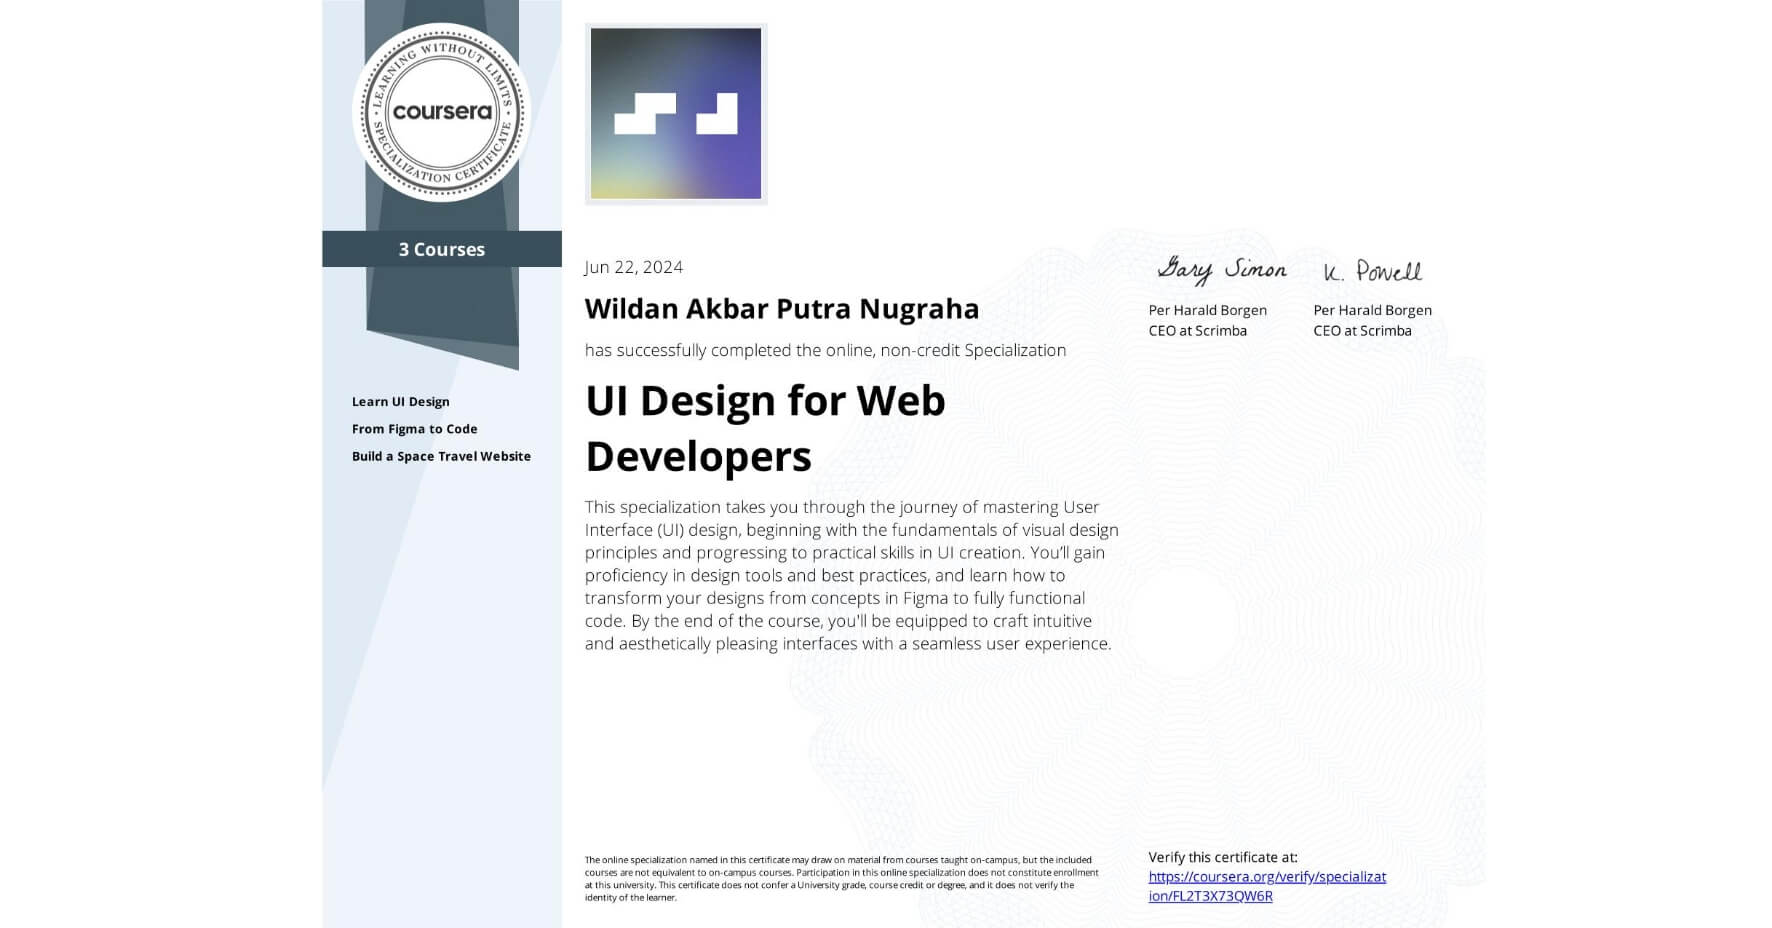 LEARNING WITHOUT LIMITS
coursera
SPECIALIZATION CERTIFICATE
3 Courses
Learn UI Design
From Figma to Code
Build a Space Travel Website
Jun 22, 2024
Wildan Akbar Putra Nugraha
has successfully completed the online, non-credit Specialization
UI Design for Web
Developers
This specialization takes you through the journey of mastering User
Interface (UI) design, beginning with the fundamentals of visual design
principles and progressing to practical skills in UI creation. You’ll gain
proficiency in design tools and best practices, and learn how to
transform your designs from concepts in Figma to fully functional
code. By the end of the course, you'll be equipped to craft intuitive
and aesthetically pleasing interfaces with a seamless user experience.
Gary Simon
Per Harald Borgen
CEO at Scrimba
K. Powell
Per Harald Borgen
CEO at Scrimba
The online specialization named in this certificate may draw on material from courses taught on-campus, but the included
courses are not equivalent to on-campus courses. Participation in this online specialization does not constitute enrollment
at this university. This certificate does not confer a University grade, course credit or degree, and it does not verify the
identity of the learner.
Verify this certificate at:
https://coursera.org/verify/specializat
ion/FL2T3X73QW6R